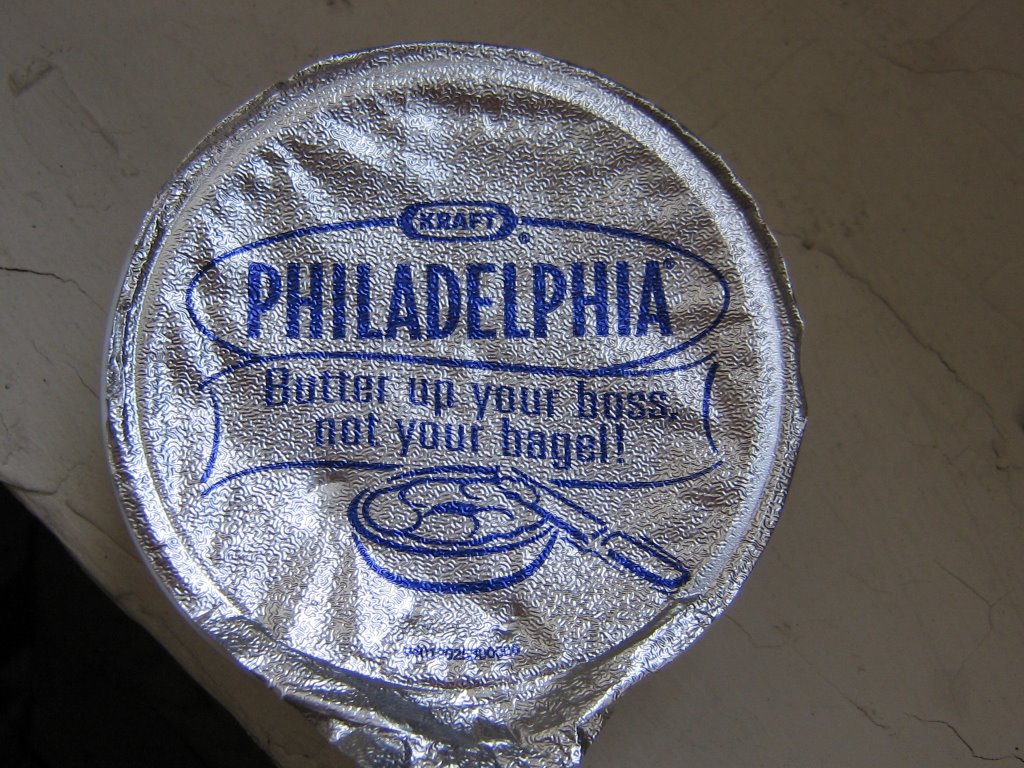 KRAFT®
PHILADELPHIA®
Butter up your boss,
not your bagel!